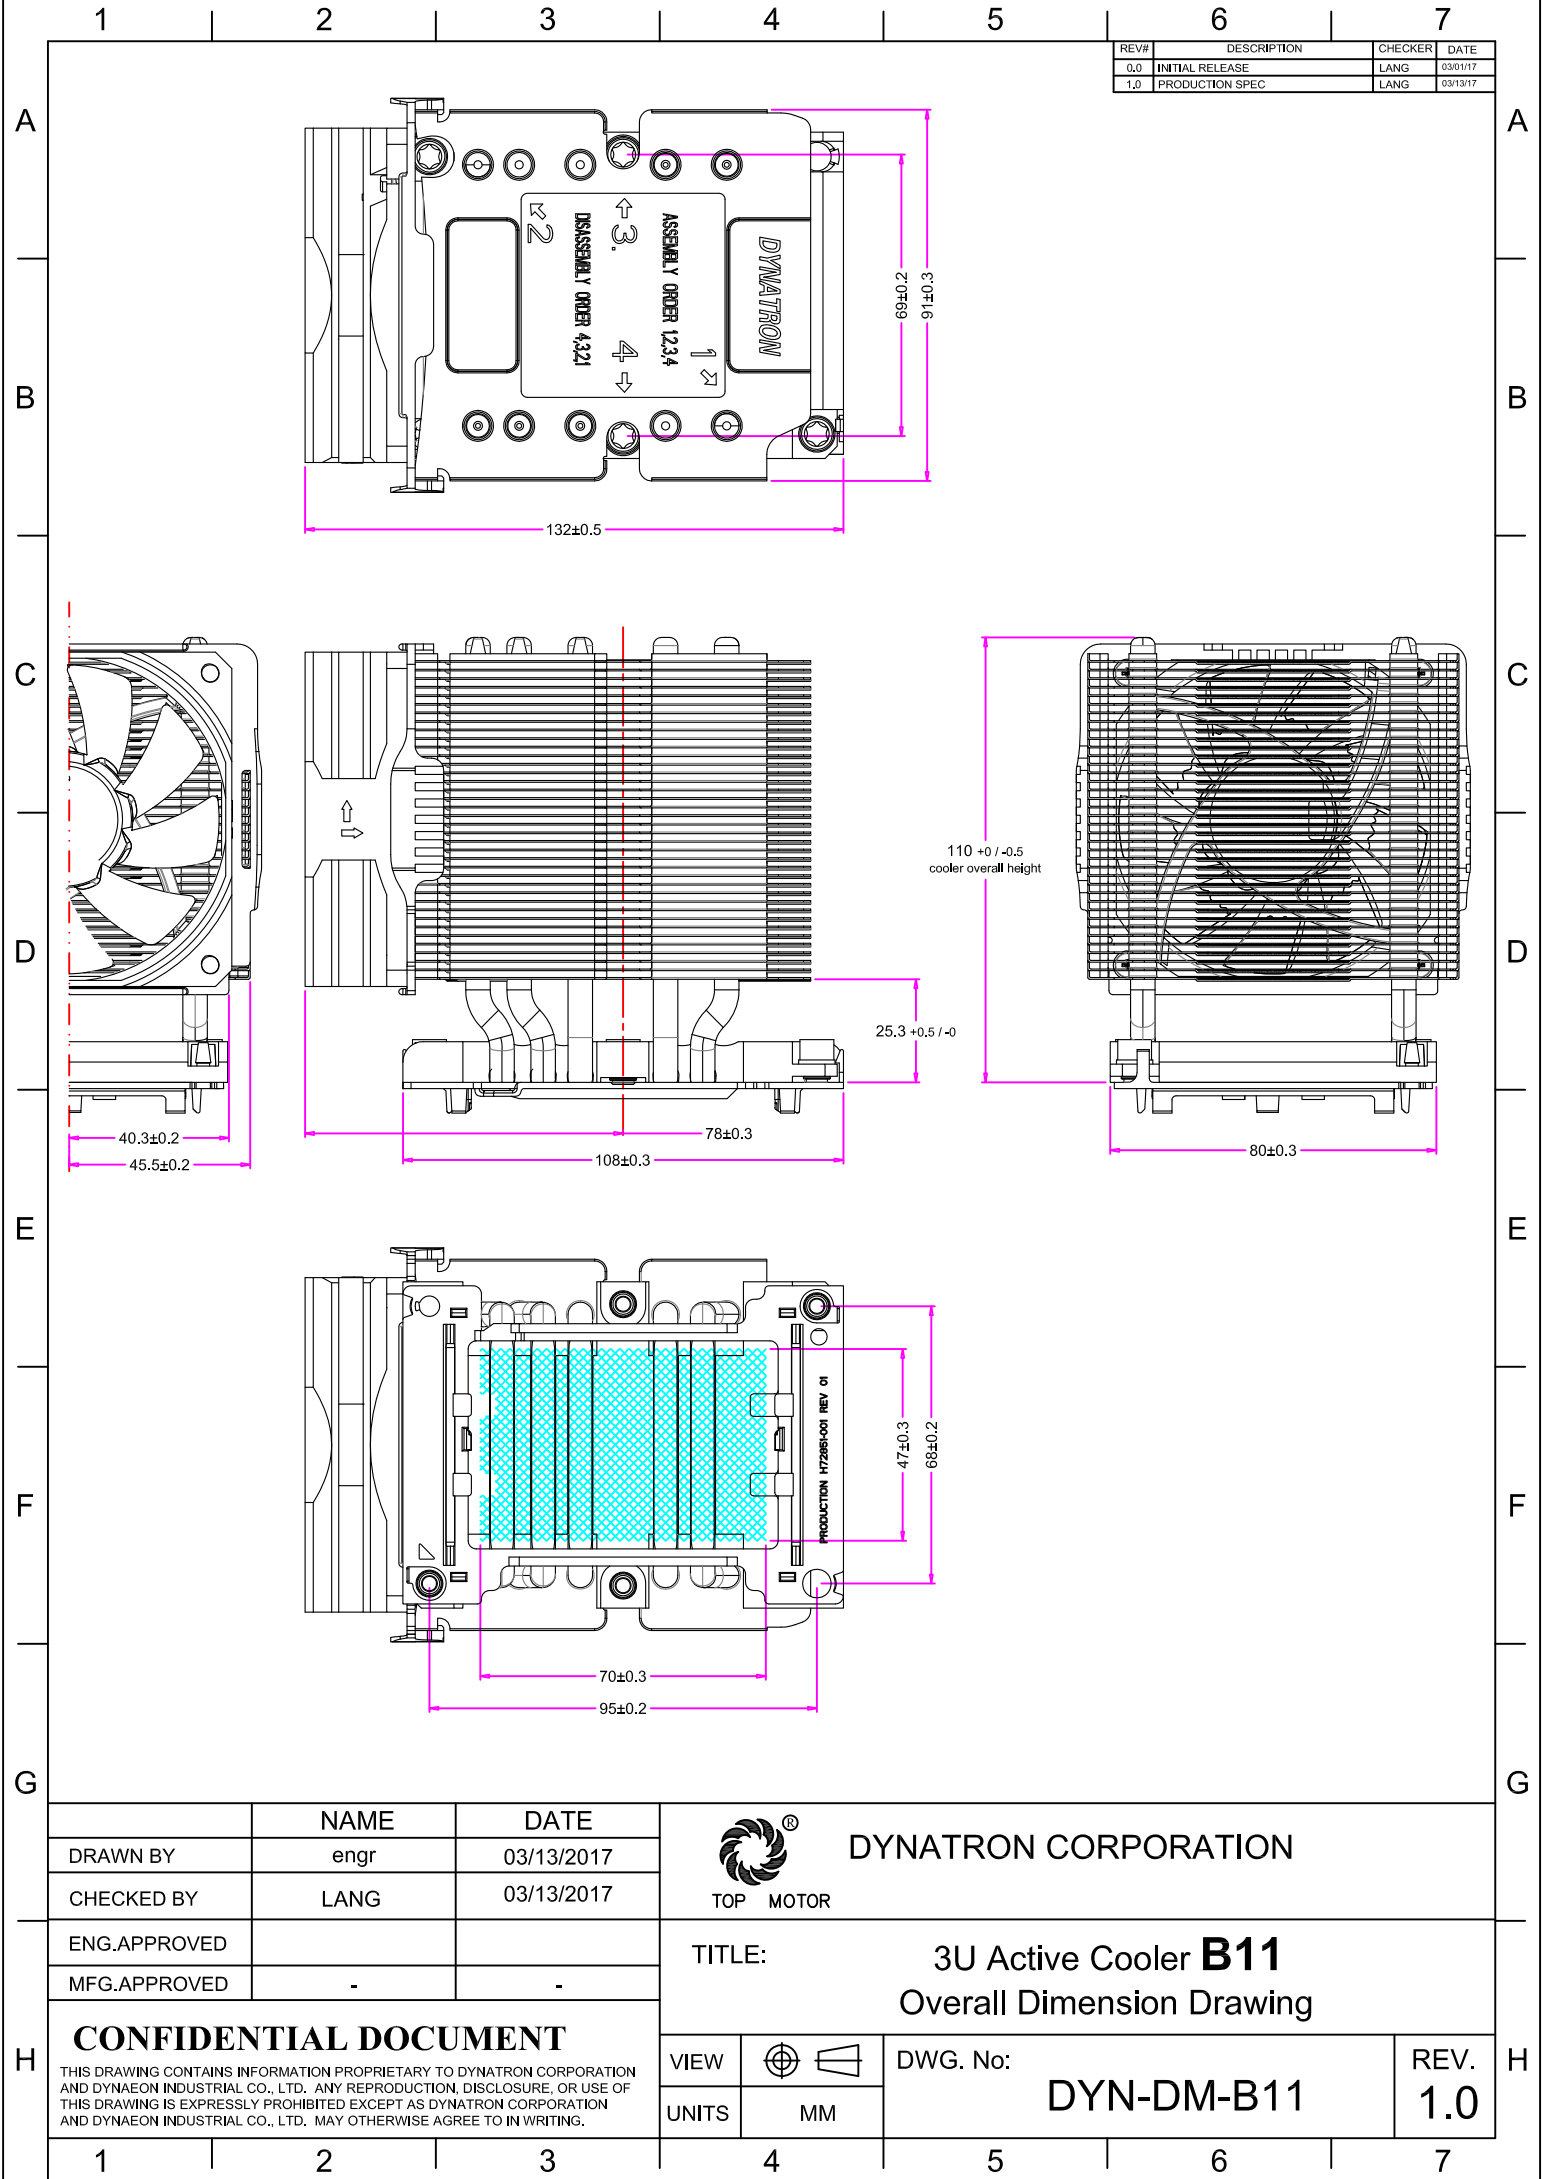 1 2 3 4 5 6 7
REV# DESCRIPTION CHECKER DATE
0.0 INITIAL RELEASE LANG 03/01/17
1.0 PRODUCTION SPEC LANG 03/13/17
A A
DYNATRON
ASSEMBLY ORDER 1,2,3,4
DISASSEMBLY ORDER 4,3,2,1
2
3.
4
1
69±0.2
91±0.3
B B
132±0.5
C C
110 +0 / -0.5
cooler overall height
D D
25.3 +0.5 / -0
40.3±0.2
45.5±0.2
78±0.3
108±0.3
80±0.3
E E
PRODUCTION H72851-001 REV 01
47±0.3
68±0.2
F F
70±0.3
95±0.2
G G
NAME DATE
DRAWN BY engr 03/13/2017
CHECKED BY LANG 03/13/2017
ENG.APPROVED
MFG.APPROVED - -
®
TOP MOTOR
DYNATRON CORPORATION
TITLE: 3U Active Cooler B11
Overall Dimension Drawing
CONFIDENTIAL DOCUMENT
THIS DRAWING CONTAINS INFORMATION PROPRIETARY TO DYNATRON CORPORATION
AND DYNAEON INDUSTRIAL CO., LTD. ANY REPRODUCTION, DISCLOSURE, OR USE OF
THIS DRAWING IS EXPRESSLY PROHIBITED EXCEPT AS DYNATRON CORPORATION
AND DYNAEON INDUSTRIAL CO., LTD. MAY OTHERWISE AGREE TO IN WRITING.
H H
VIEW
UNITS MM
DWG. No:
DYN-DM-B11
REV.
1.0
1 2 3 4 5 6 7